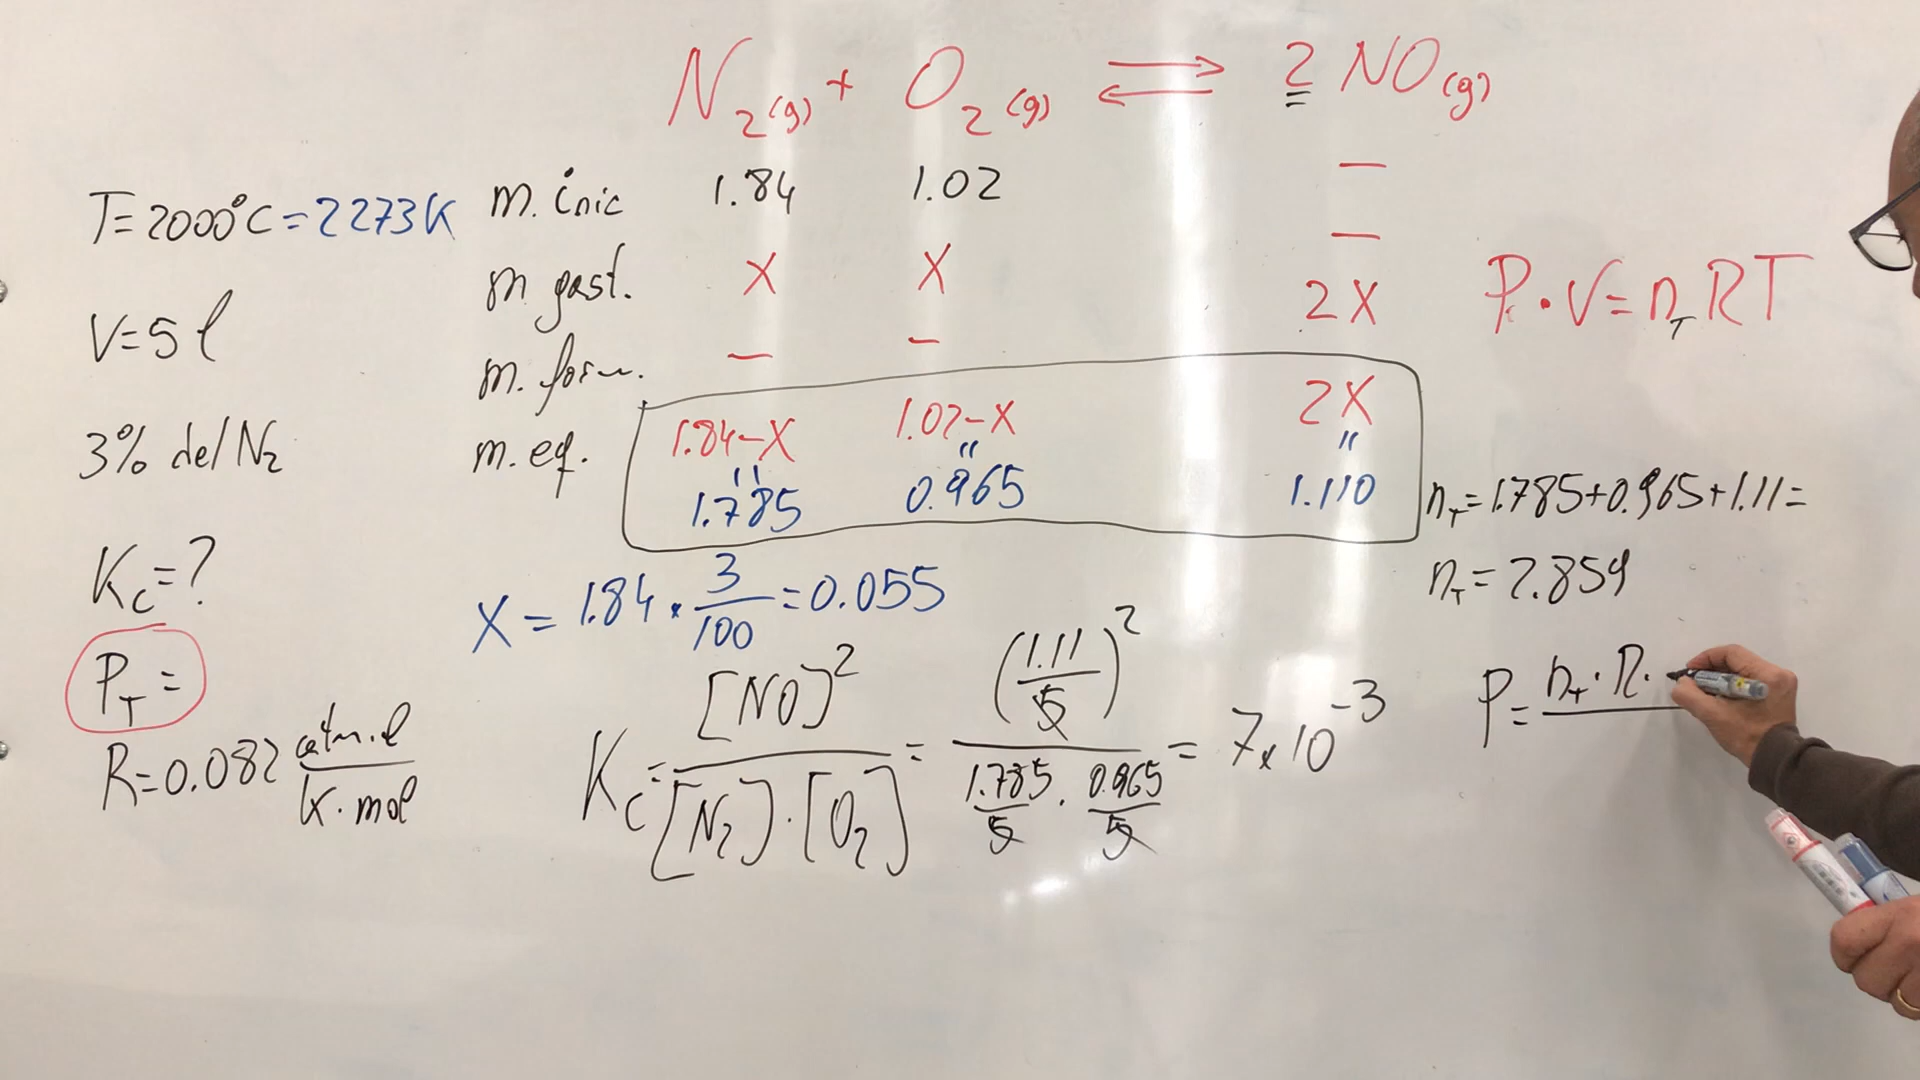 N2(g) + O2(g) ⇌ 2 NO(g)
T=2000°C=2273K
V=5 l
3% del N2
Kc=?
PT=
R=0.082 atm.l / K.mol
m. inic 1.84 1.02 —
m gast. X X —
m. form. — — 2X
m.eq. 1.84-X 1.02-X 2X
" " "
1.785 0.965 1.110
X = 1.84 . 3/100 = 0.055
Kc = [NO]² / [N2].[O2] = (1.11/5)² / 1.785/5 . 0.965/5 = 7x10⁻³
P.V=nT RT
nT=1.785+0.965+1.11=
nT=2.859
P= nT.R.